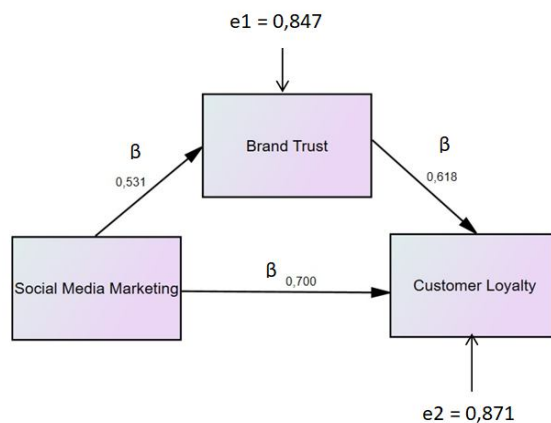 e1 = 0,847
Brand Trust
β
0,531
β
0,618
Social Media Marketing
β
0,700
Customer Loyalty
e2 = 0,871